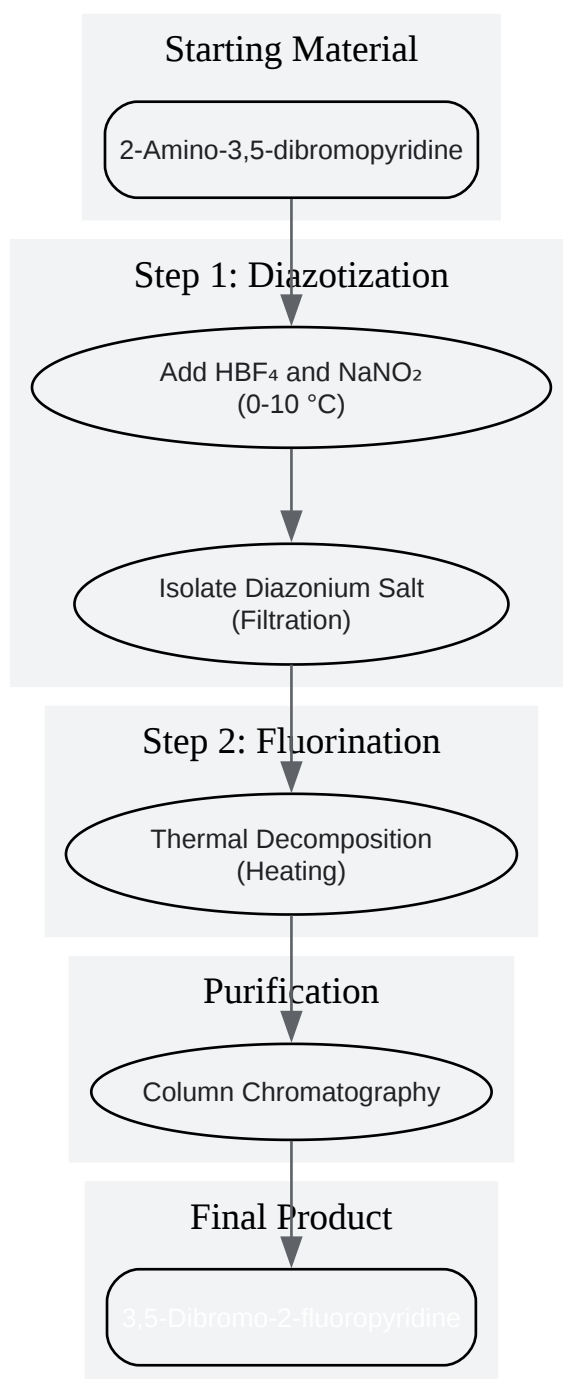 Starting Material
2-Amino-3,5-dibromopyridine
Step 1: Diazotization
Add HBF₄ and NaNO₂
(0-10 °C)
Isolate Diazonium Salt
(Filtration)
Step 2: Fluorination
Thermal Decomposition
(Heating)
Purification
Column Chromatography
Final Product
3,5-Dibromo-2-fluoropyridine